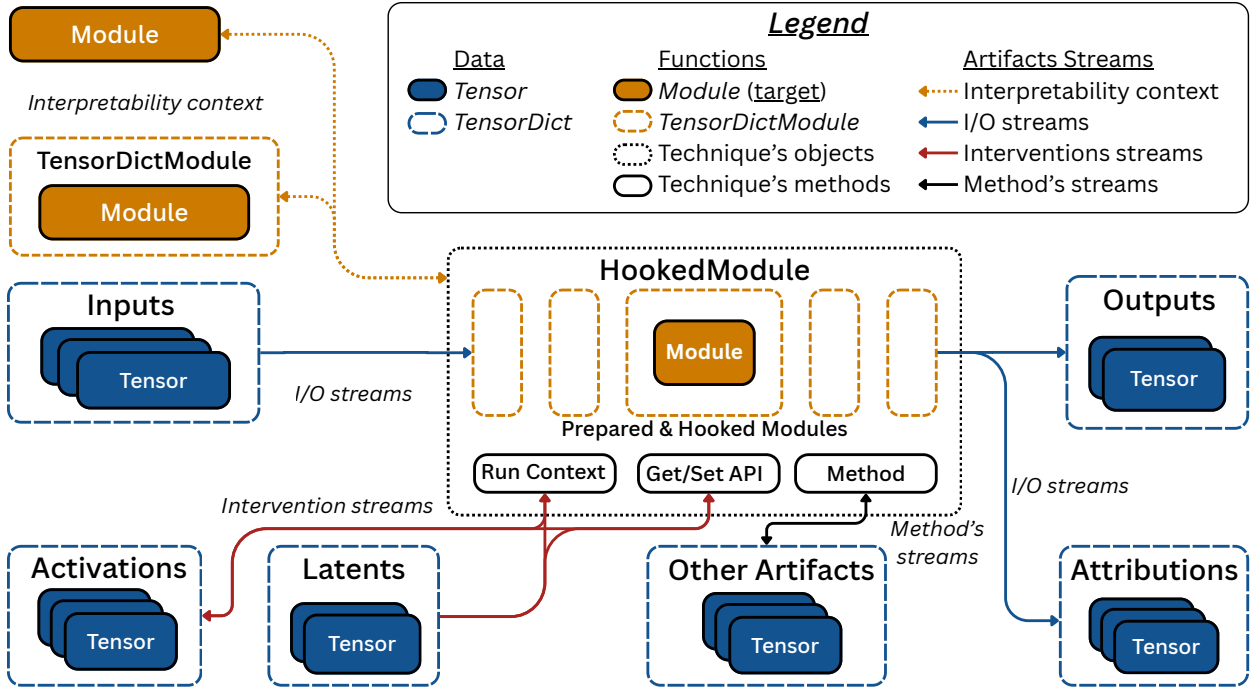 Module
Interpretability context
TensorDictModule
Module
Legend
Data
Functions
Artifacts Streams
Tensor
Module (target)
Interpretability context
TensorDict
TensorDictModule
I/O streams
Technique's objects
Interventions streams
Technique's methods
Method's streams
HookedModule
Inputs
Tensor
I/O streams
Module
Prepared & Hooked Modules
Run Context
Get/Set API
Method
Outputs
Tensor
I/O streams
Intervention streams
Method's
streams
Activations
Tensor
Latents
Tensor
Other Artifacts
Tensor
Attributions
Tensor